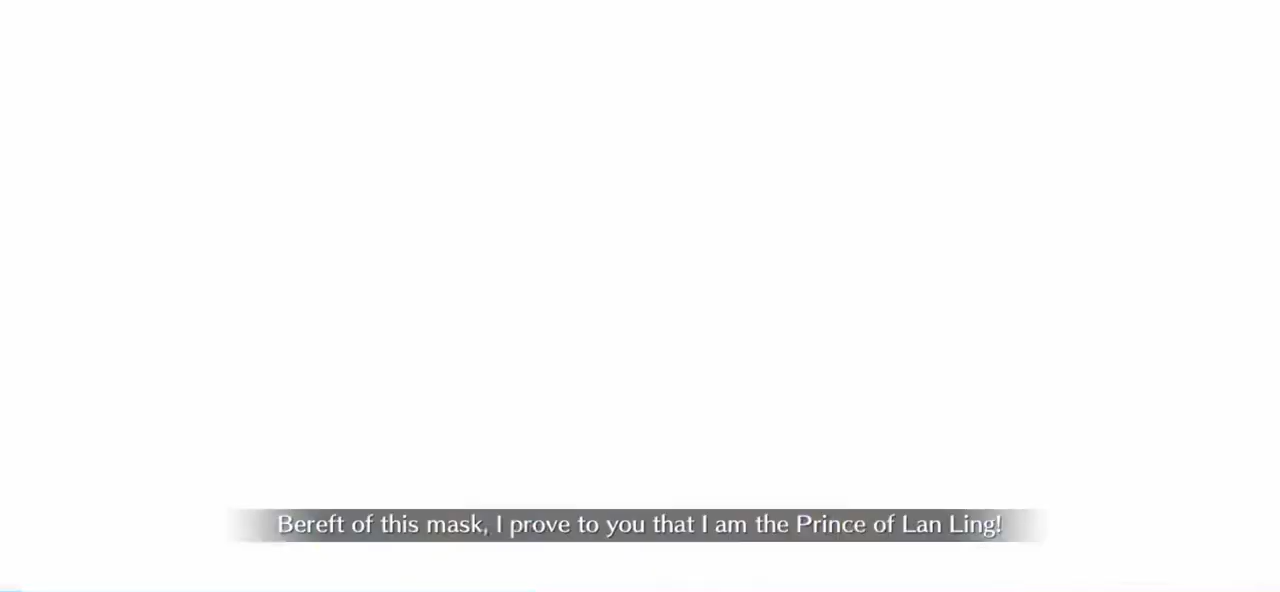 Bereft of this mask, I prove to you that I am the Prince of Lan Ling!